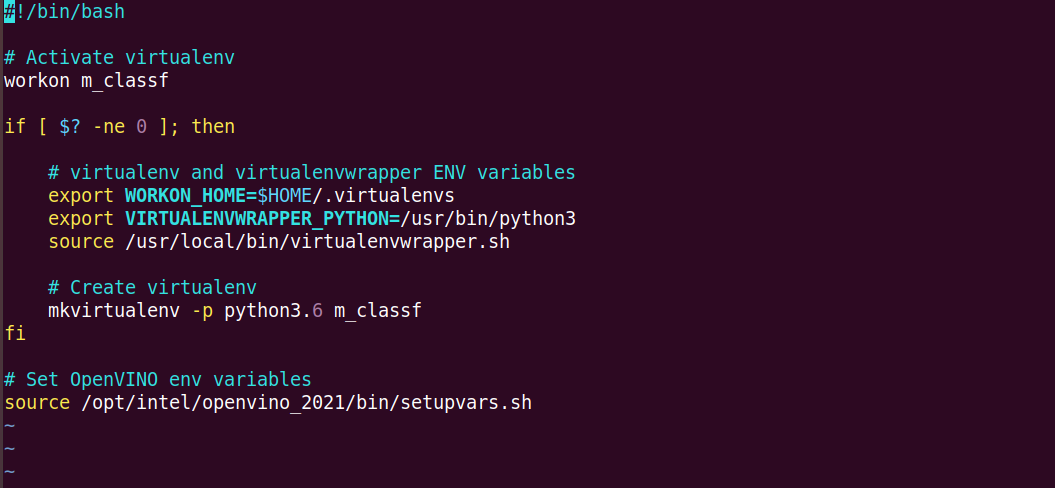 #!/bin/bash
# Activate virtualenv
workon m_classf
if [ $? -ne 0 ]; then
# virtualenv and virtualenvwrapper ENV variables
export WORKON_HOME=$HOME/.virtualenvs
export VIRTUALENVWRAPPER_PYTHON=/usr/bin/python3
source /usr/local/bin/virtualenvwrapper.sh
# Create virtualenv
mkvirtualenv -p python3.6 m_classf
fi
# Set OpenVINO env variables
source /opt/intel/openvino_2021/bin/setupvars.sh
~
~
~